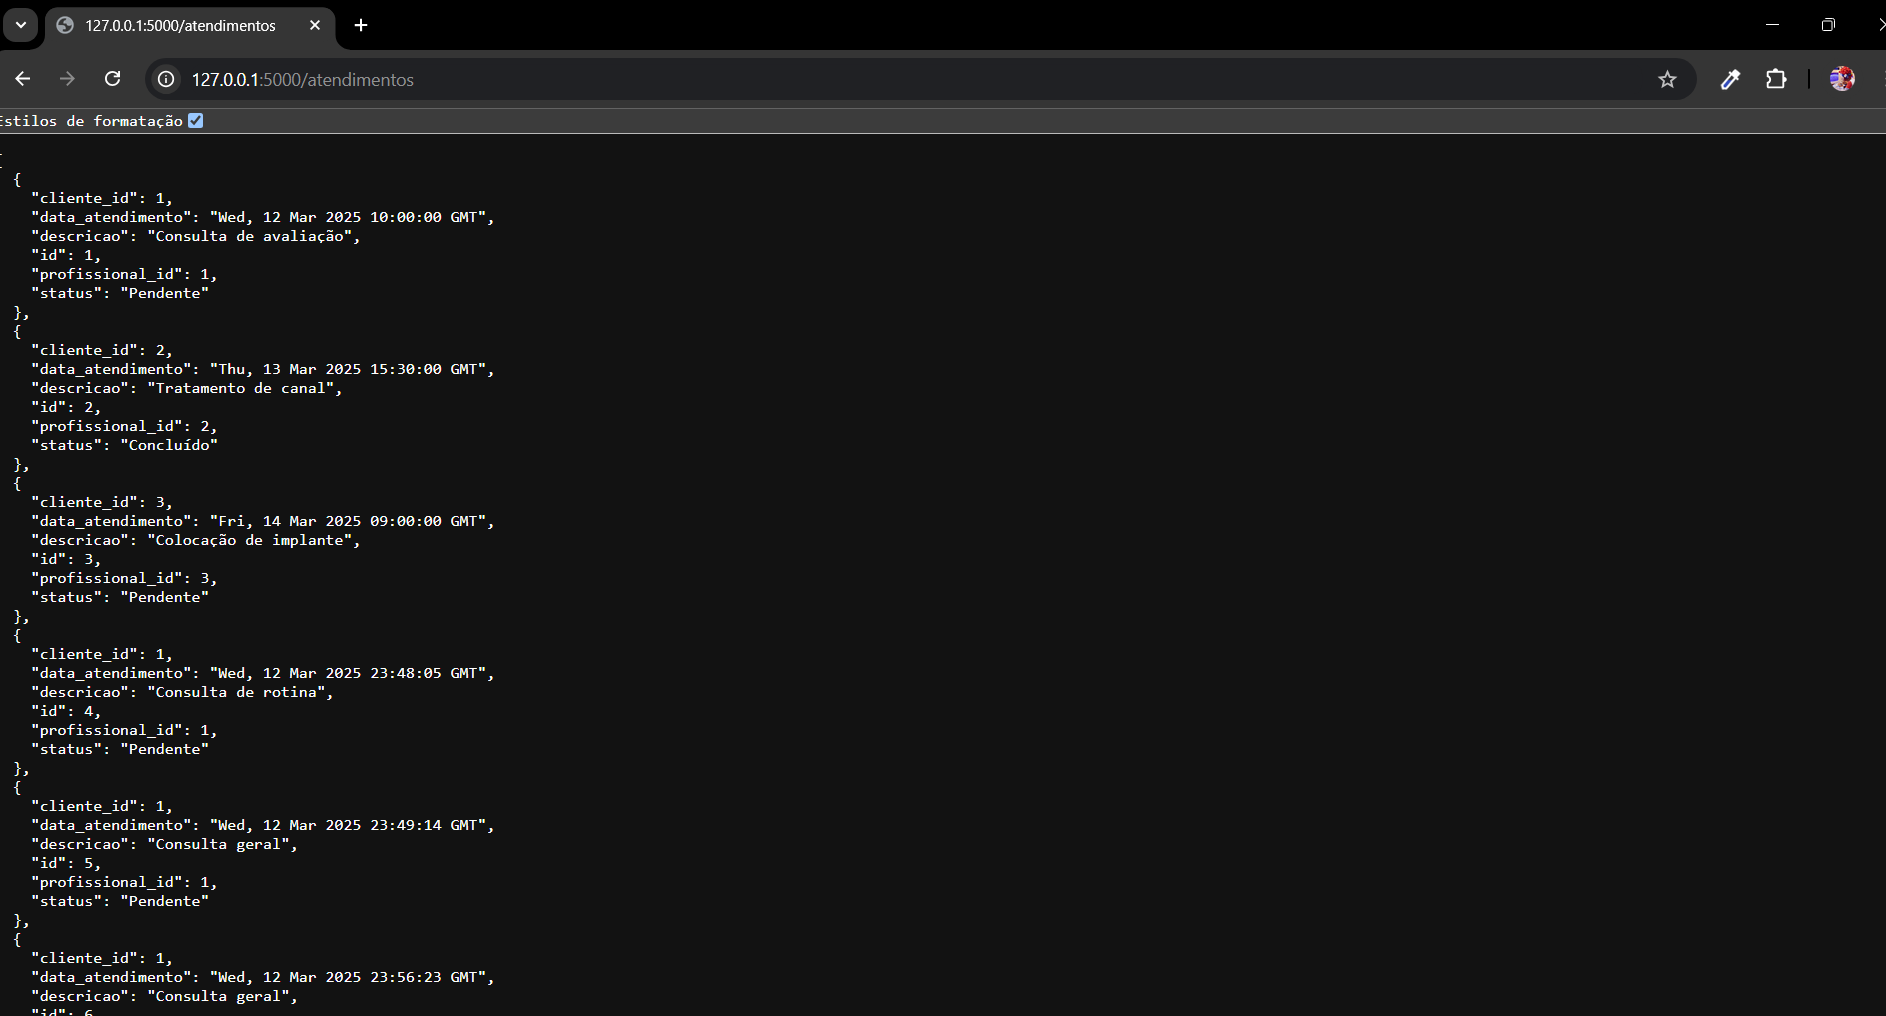 127.0.0.1:5000/atendimentos
127.0.0.1:5000/atendimentos
Estilos de formatação
[
{
"cliente_id": 1,
"data_atendimento": "Wed, 12 Mar 2025 10:00:00 GMT",
"descricao": "Consulta de avaliação",
"id": 1,
"profissional_id": 1,
"status": "Pendente"
},
{
"cliente_id": 2,
"data_atendimento": "Thu, 13 Mar 2025 15:30:00 GMT",
"descricao": "Tratamento de canal",
"id": 2,
"profissional_id": 2,
"status": "Concluído"
},
{
"cliente_id": 3,
"data_atendimento": "Fri, 14 Mar 2025 09:00:00 GMT",
"descricao": "Colocação de implante",
"id": 3,
"profissional_id": 3,
"status": "Pendente"
},
{
"cliente_id": 1,
"data_atendimento": "Wed, 12 Mar 2025 23:48:05 GMT",
"descricao": "Consulta de rotina",
"id": 4,
"profissional_id": 1,
"status": "Pendente"
},
{
"cliente_id": 1,
"data_atendimento": "Wed, 12 Mar 2025 23:49:14 GMT",
"descricao": "Consulta geral",
"id": 5,
"profissional_id": 1,
"status": "Pendente"
},
{
"cliente_id": 1,
"data_atendimento": "Wed, 12 Mar 2025 23:56:23 GMT",
"descricao": "Consulta geral",
"id": 6